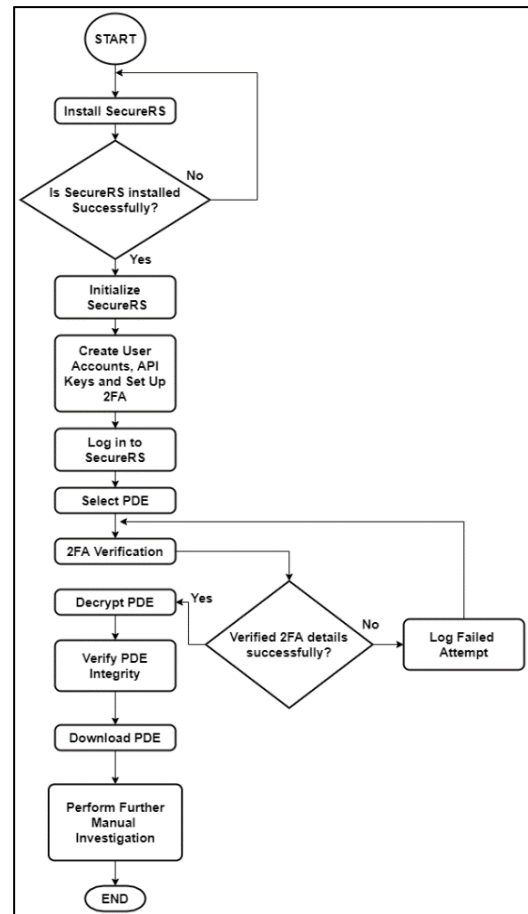 START
Install SecureRS
No
Is SecureRS installed
Successfully?
Yes
Initialize
SecureRS
Create User
Accounts, API
Keys and Set Up
2FA
Log in to
SecureRS
Select PDE
2FA Verification
Decrypt PDE
Yes
Verified 2FA details
successfully?
No
Log Failed
Attempt
Verify PDE
Integrity
Download PDE
Perform Further
Manual
Investigation
END